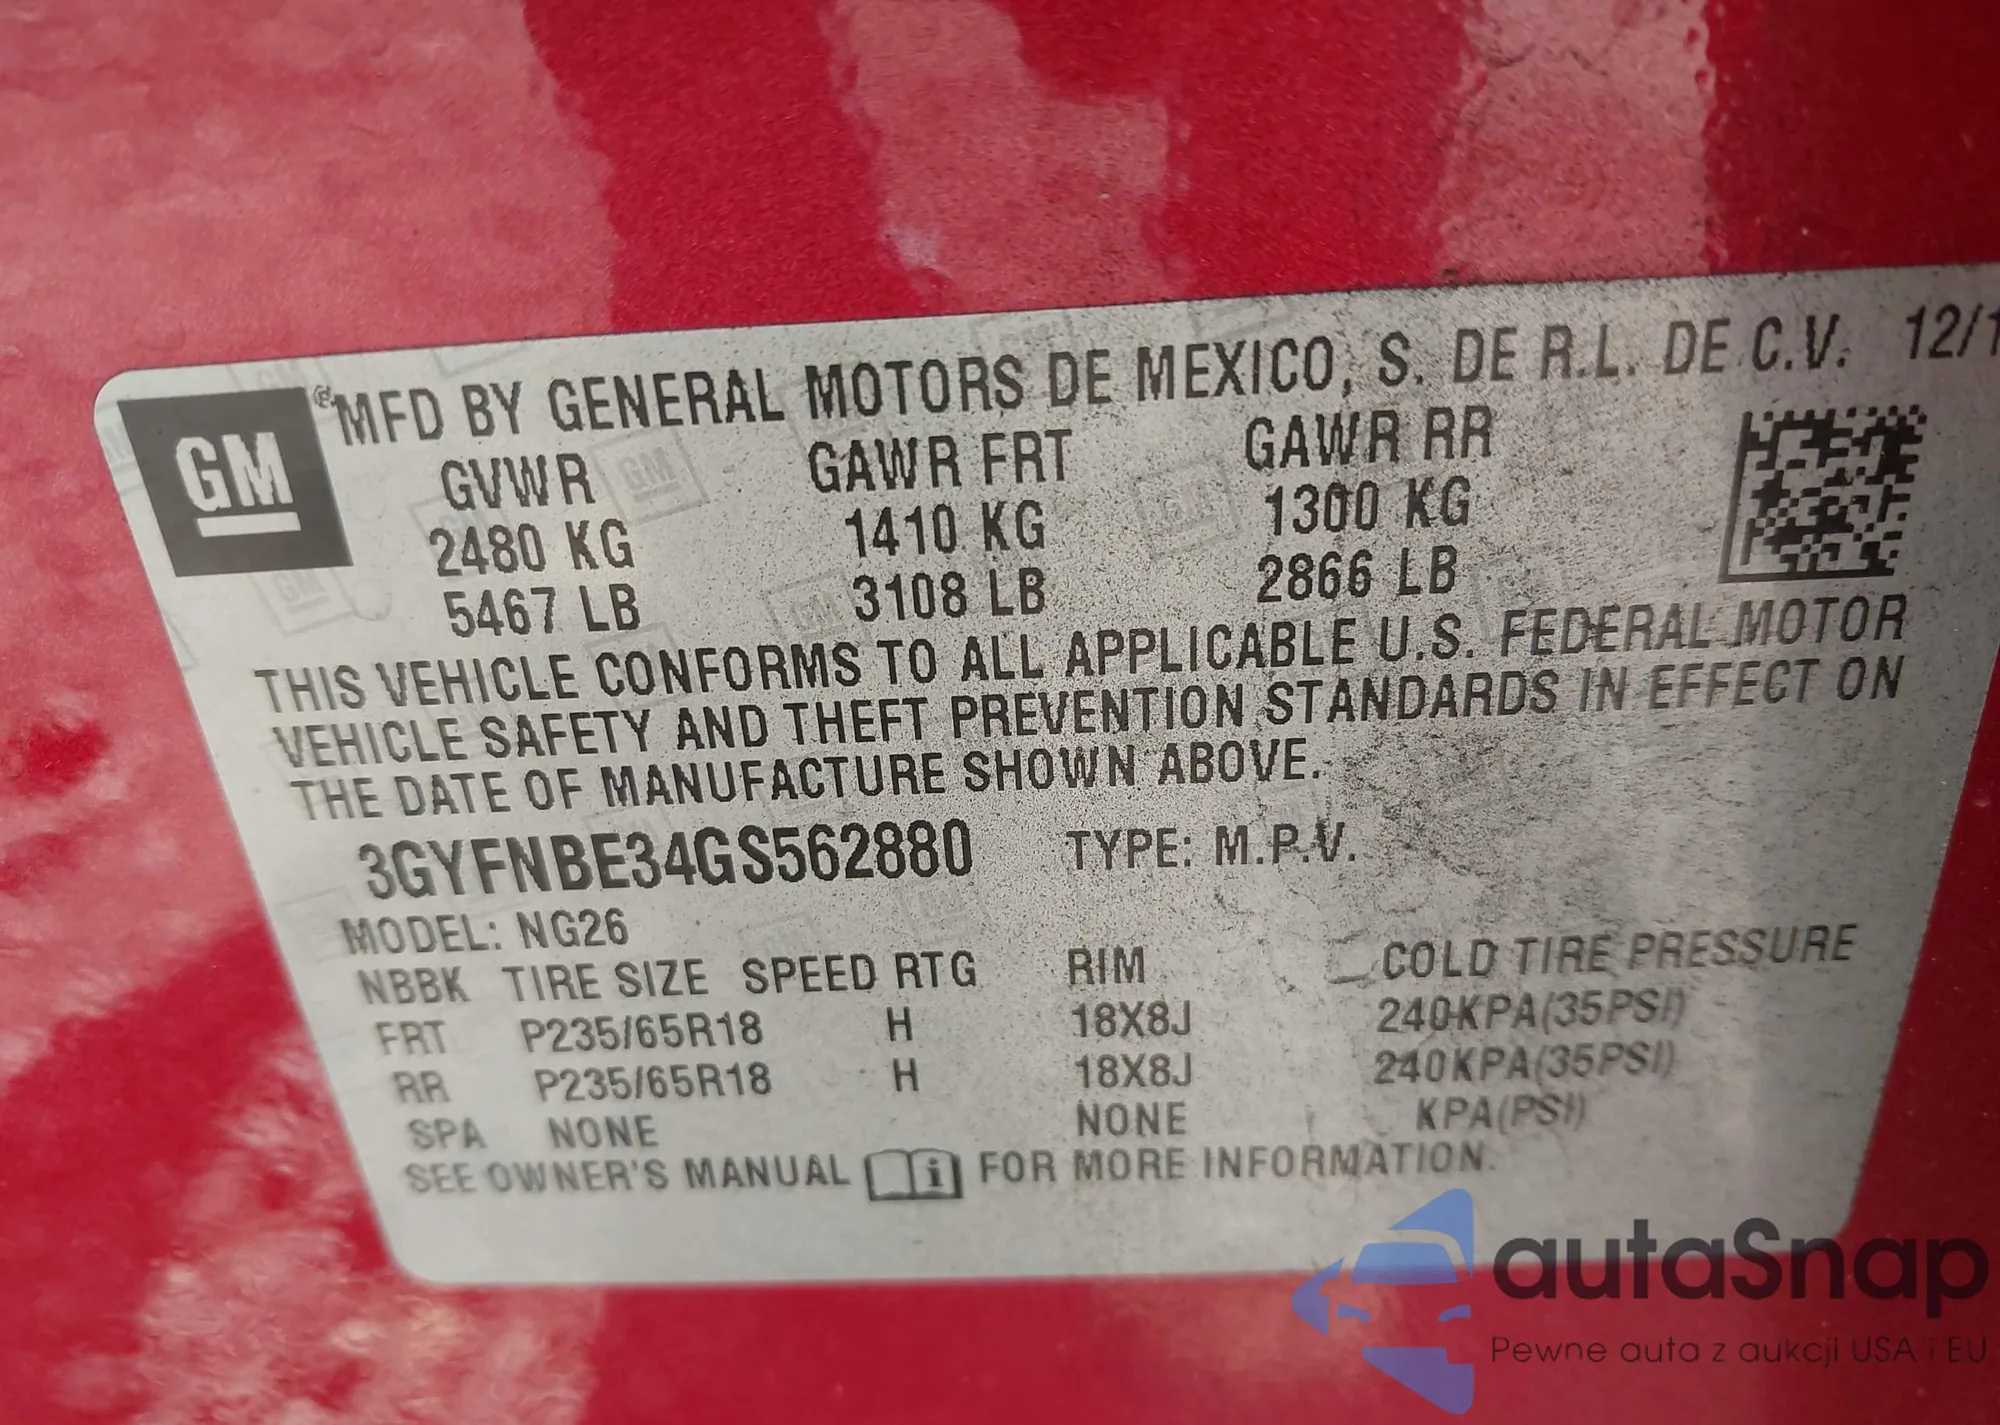 GM
® MFD BY GENERAL MOTORS DE MEXICO, S. DE R.L. DE C.V. 12/1
GVWR GAWR FRT GAWR RR
2480 KG 1410 KG 1300 KG
5467 LB 3108 LB 2866 LB
THIS VEHICLE CONFORMS TO ALL APPLICABLE U.S. FEDERAL MOTOR
VEHICLE SAFETY AND THEFT PREVENTION STANDARDS IN EFFECT ON
THE DATE OF MANUFACTURE SHOWN ABOVE.
3GYFNBE34GS562880 TYPE: M.P.V.
MODEL: NG26
NBBK TIRE SIZE SPEED RTG RIM COLD TIRE PRESSURE
FRT P235/65R18 H 18X8J 240KPA(35PSI)
RR P235/65R18 H 18X8J 240KPA(35PSI)
SPA NONE NONE KPA(PSI)
SEE OWNER'S MANUAL i FOR MORE INFORMATION.
autaSnap
Pewne auta z aukcji USA i EU